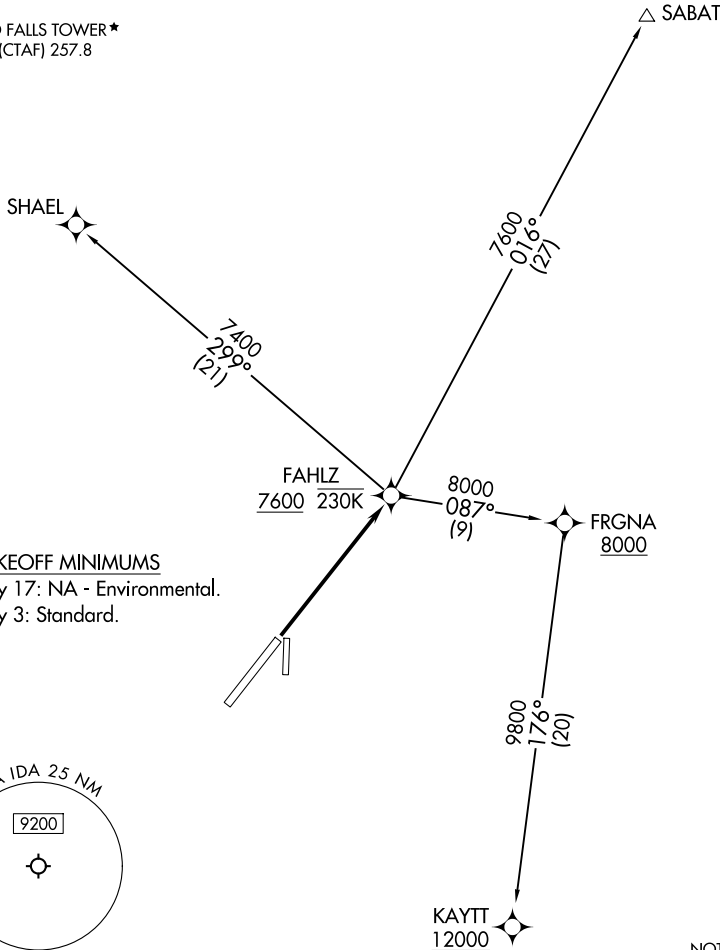 FALLS TOWER★
(CTAF) 257.8
SABAT
SHAEL
7600
016°
(27)
7400
299°
(21)
FAHLZ
7600 230K
8000
087°
(9)
FRGNA
8000
KEOFF MINIMUMS
y 17: NA - Environmental.
y 3: Standard.
9800
176°
(20)
A IDA 25 NM
9200
KAYTT
12000
NOT